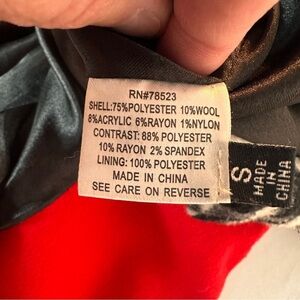 RN#78523
SHELL:75%POLYESTER 10%WOOL
8%ACRYLIC 6%RAYON 1%NYLON
CONTRAST: 88% POLYESTER
10% RAYON 2% SPANDEX
LINING: 100% POLYESTER
MADE IN CHINA
SEE CARE ON REVERSE
S
MADE
IN
CHINA